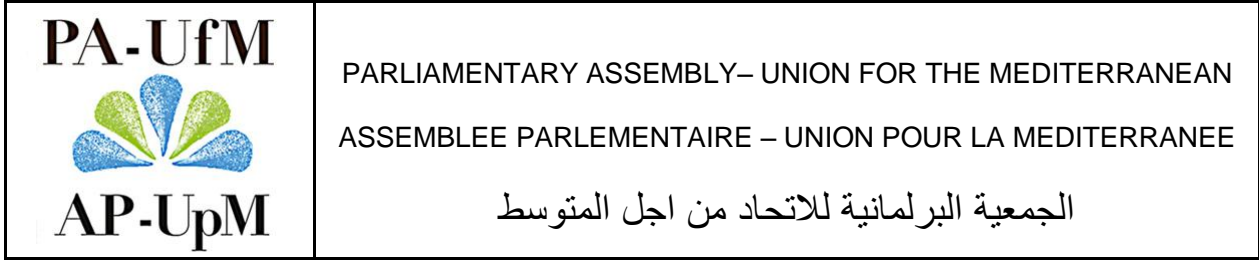 PA-UfM
AP-UpM
PARLIAMENTARY ASSEMBLY– UNION FOR THE MEDITERRANEAN
ASSEMBLEE PARLEMENTAIRE – UNION POUR LA MEDITERRANEE
الجمعية البرلمانية للاتحاد من اجل المتوسط